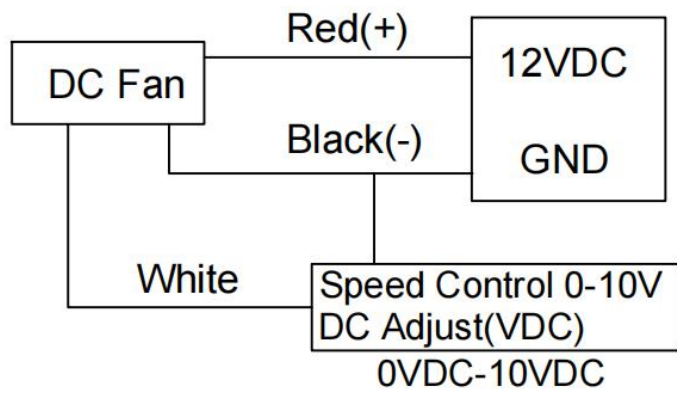 Red(+)
DC Fan
12VDC
Black(-)
GND
White
Speed Control 0-10V
DC Adjust(VDC)
0VDC-10VDC